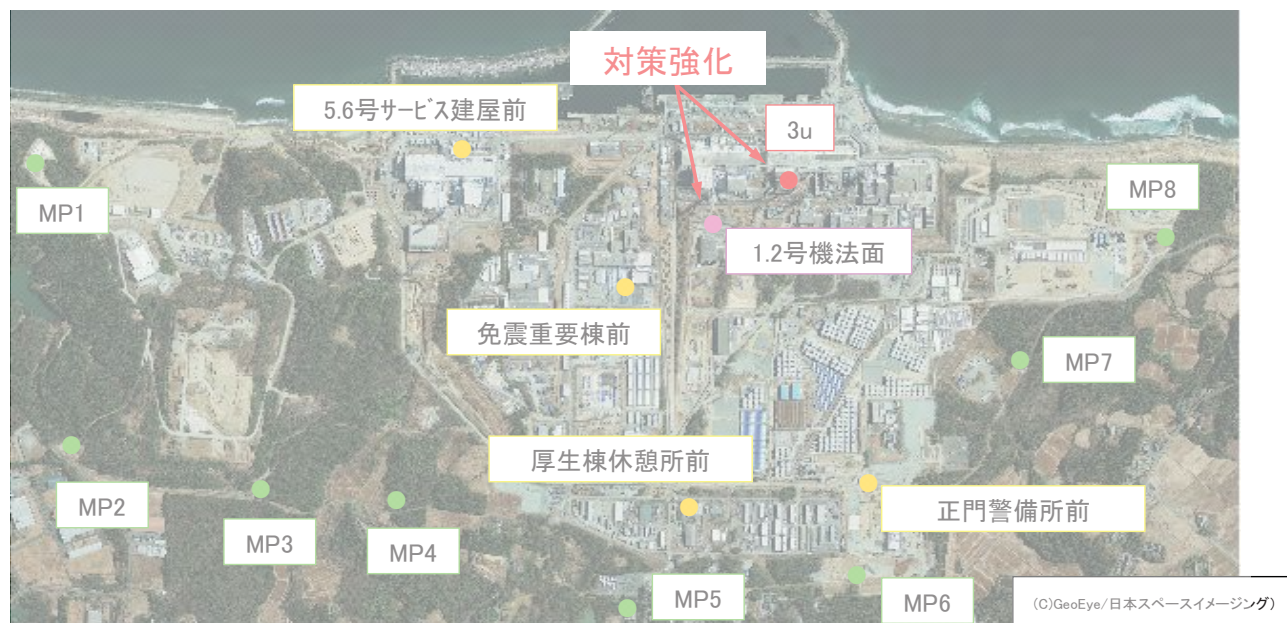 対策強化
5.6号サービス建屋前
3u
MP1
MP8
1.2号機法面
免震重要棟前
MP7
厚生棟休憩所前
MP2
正門警備所前
MP3
MP4
MP5
MP6
(C)GeoEye/日本スペースイメージング)